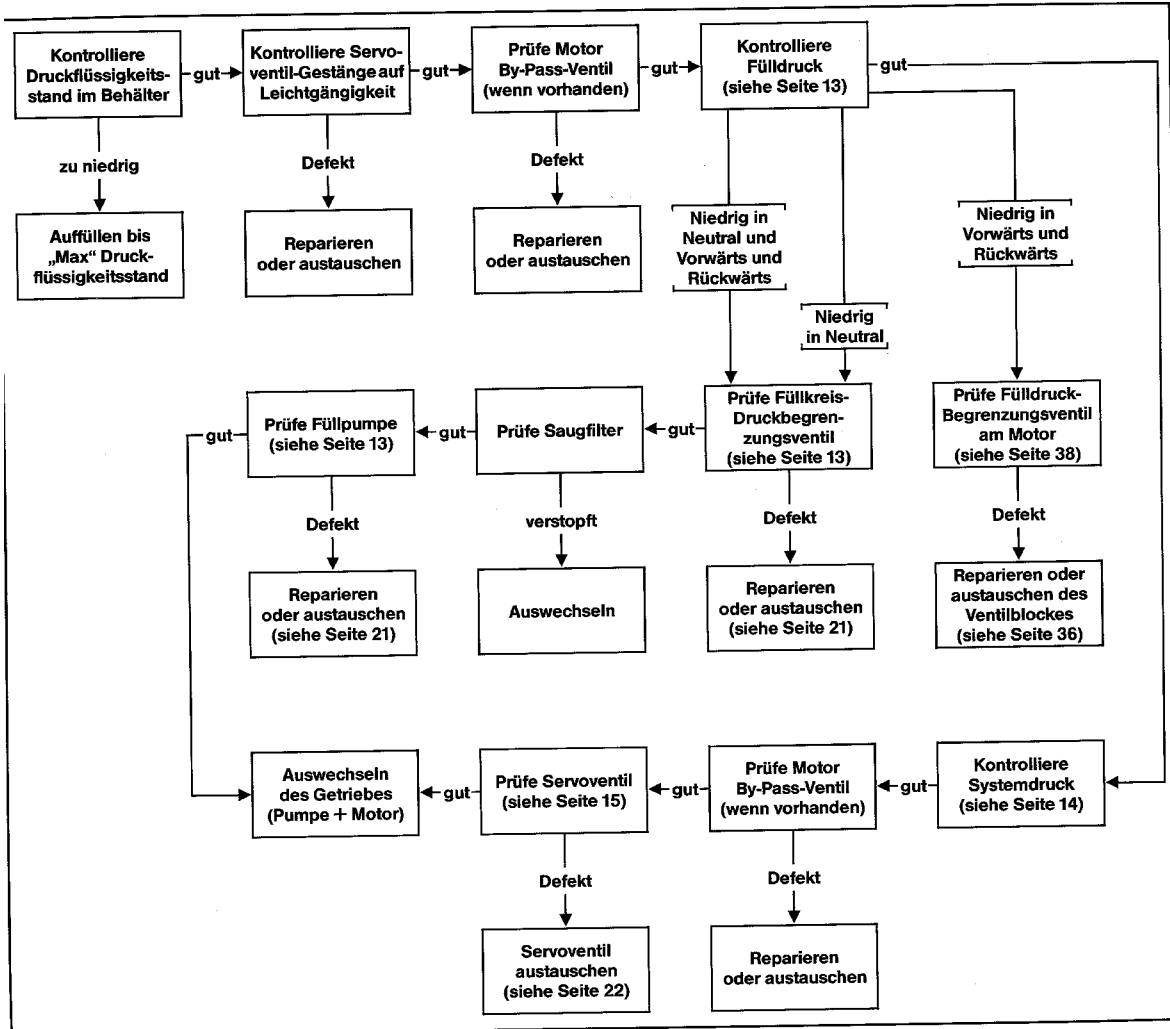 Kontrolliere
Druckflüssigkeits-
stand im Behälter
gut
Kontrolliere Servo-
ventil-Gestänge auf
Leichtgängigkeit
gut
Prüfe Motor
By-Pass-Ventil
(wenn vorhanden)
gut
Kontrolliere
Fülldruck
(siehe Seite 13)
gut
zu niedrig
Defekt
Defekt
Auffüllen bis
„Max“ Druck-
flüssigkeitsstand
Reparieren
oder austauschen
Reparieren
oder austauschen
Niedrig in
Neutral und
Vorwärts und
Rückwärts
Niedrig
in Neutral
Niedrig in
Vorwärts und
Rückwärts
gut
Prüfe Füllpumpe
(siehe Seite 13)
gut
Prüfe Saugfilter
gut
Prüfe Füllkreis-
Druckbegren-
zungsventil
(siehe Seite 13)
Prüfe Fülldruck-
Begrenzungsventil
am Motor
(siehe Seite 38)
Defekt
verstopft
Defekt
Defekt
Reparieren
oder austauschen
(siehe Seite 21)
Auswechseln
Reparieren
oder austauschen
(siehe Seite 21)
Reparieren oder
austauschen des
Ventilblockes
(siehe Seite 36)
Auswechseln
des Getriebes
(Pumpe + Motor)
gut
Prüfe Servoventil
(siehe Seite 15)
gut
Prüfe Motor
By-Pass-Ventil
(wenn vorhanden)
gut
Kontrolliere
Systemdruck
(siehe Seite 14)
Defekt
Defekt
Servoventil
austauschen
(siehe Seite 22)
Reparieren
oder austauschen